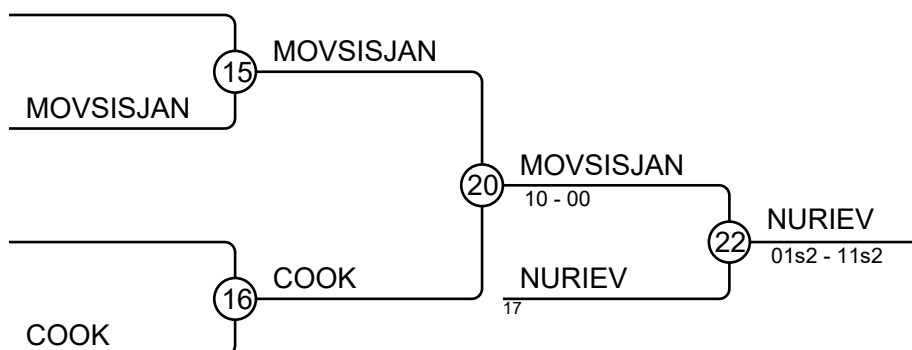 MOVSISJAN
15
MOVSISJAN
MOVSISJAN
20
10 - 00
NURIEV
22
01s2 - 11s2
COOK
16
NURIEV
17
COOK